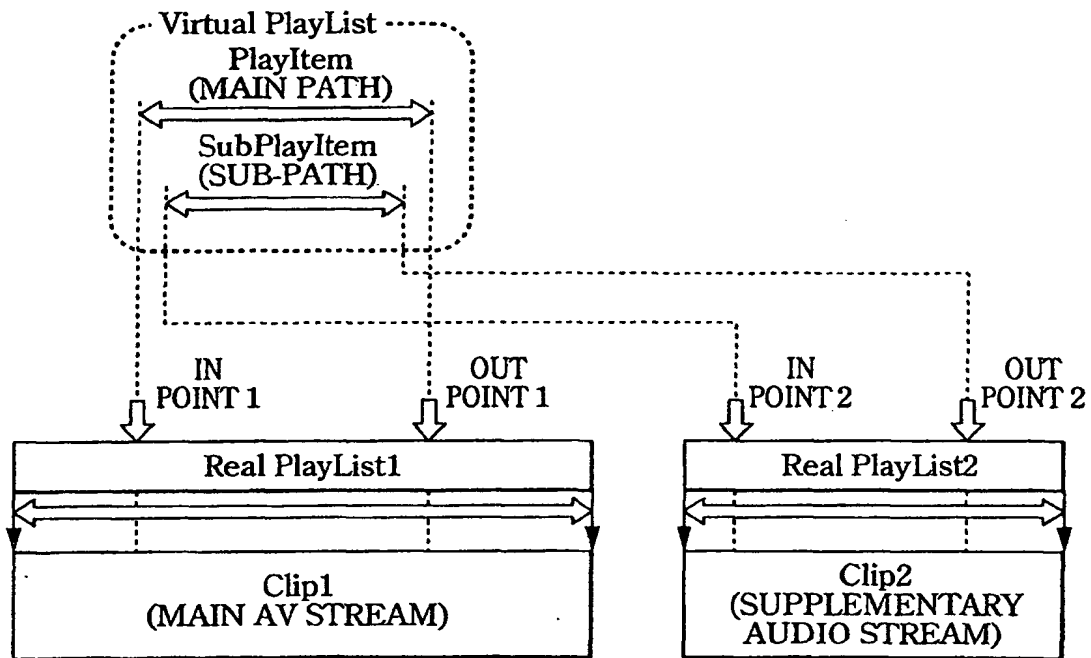 Virtual PlayList
PlayItem
(MAIN PATH)
SubPlayItem
(SUB-PATH)
IN
POINT 1
OUT
POINT 1
IN
POINT 2
OUT
POINT 2
Real PlayList1
Real PlayList2
Clip1
(MAIN AV STREAM)
Clip2
(SUPPLEMENTARY
AUDIO STREAM)